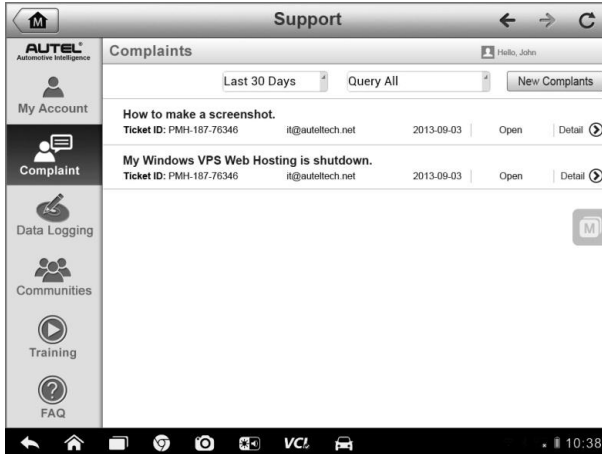 Support
AUTEL
Automotive Intelligence
Complaints
Hello, John
Last 30 Days
Query All
New Complants
My Account
How to make a screenshot.
Ticket ID: PMH-187-76346 it@auteltech.net 2013-09-03 Open Detail
My Windows VPS Web Hosting is shutdown.
Ticket ID: PMH-187-76346 it@auteltech.net 2013-09-03 Open Detail
Complaint
Data Logging
M
Communities
Training
FAQ
VCI
10:38